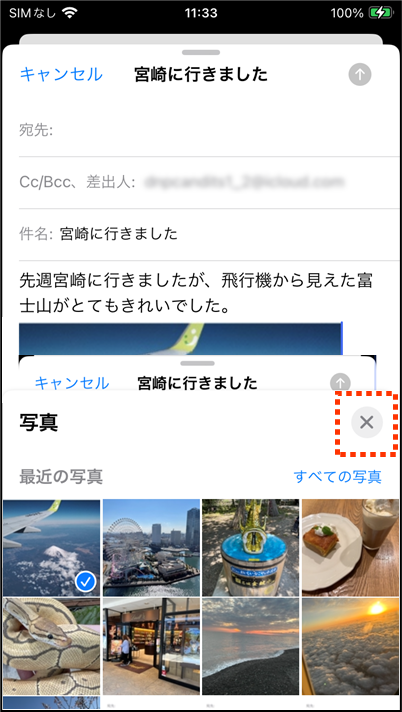 SIMなし 11:33 100%
キャンセル 宮崎に行きました
宛先:
Cc/Bcc、差出人:
件名: 宮崎に行きました
先週宮崎に行きましたが、飛行機から見えた富
士山がとてもきれいでした。
キャンセル 宮崎に行きました
写真
最近の写真 すべての写真